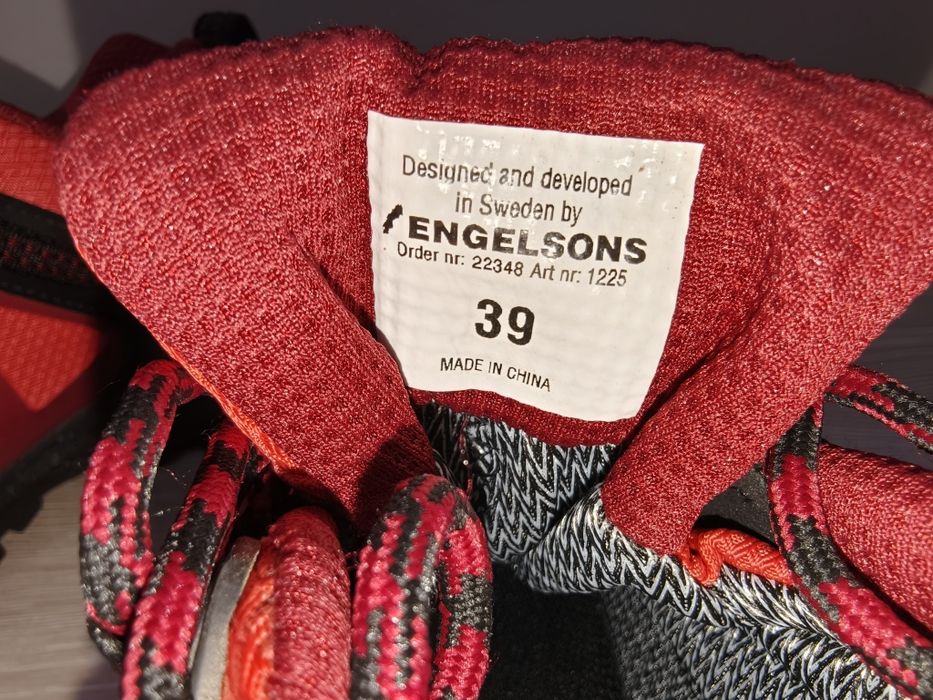 Designed and developed
in Sweden by
ENGELSONS
Order nr: 22348 Art nr: 1225
39
MADE IN CHINA